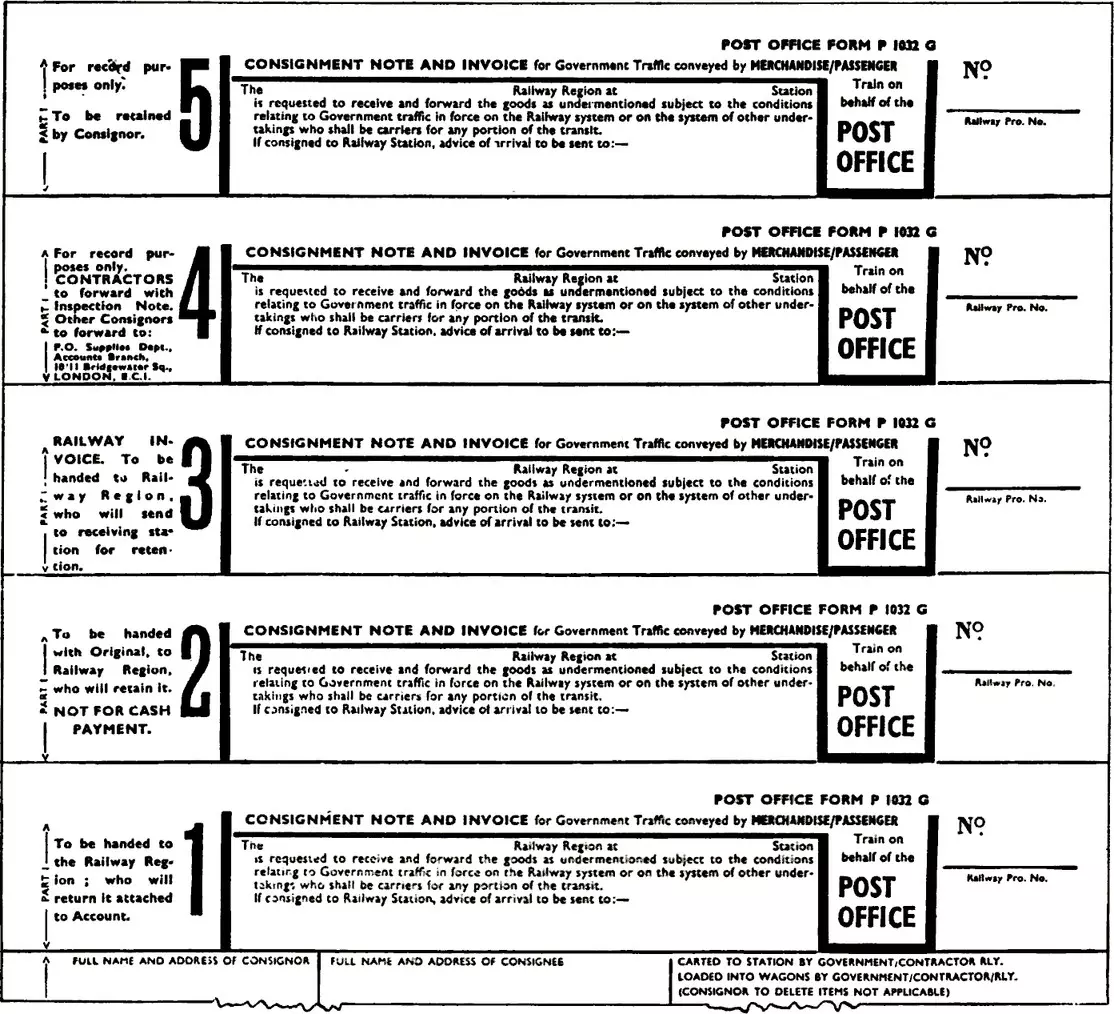 POST OFFICE FORM P 1032 G
For record pur-
poses only.
To be retained
by Consignor.
PART I
5
CONSIGNMENT NOTE AND INVOICE for Government Traffic conveyed by MERCHANDISE/PASSENGER
The Railway Region at Station
is requested to receive and forward the goods as undermentioned subject to the conditions
relating to Government traffic in force on the Railway system or on the system of other under-
takings who shall be carriers for any portion of the transit.
If consigned to Railway Station, advice of arrival to be sent to:—
Train on
behalf of the
POST
OFFICE
Nº
Railway Pro. No.
POST OFFICE FORM P 1032 G
For record pur-
poses only.
CONTRACTORS
to forward with
Inspection Note.
Other Consignors
to forward to:
P.O. Supplies Dept.,
Accounts Branch,
10'11 Bridgewater Sq.,
LONDON, E.C.1.
PART I
4
CONSIGNMENT NOTE AND INVOICE for Government Traffic conveyed by MERCHANDISE/PASSENGER
The Railway Region at Station
is requested to receive and forward the goods as undermentioned subject to the conditions
relating to Government traffic in force on the Railway system or on the system of other under-
takings who shall be carriers for any portion of the transit.
If consigned to Railway Station, advice of arrival to be sent to:—
Train on
behalf of the
POST
OFFICE
Nº
Railway Pro. No.
POST OFFICE FORM P 1032 G
RAILWAY IN-
VOICE. To be
handed to Rail-
way Region,
who will send
to receiving sta-
tion for reten-
tion.
PART I
3
CONSIGNMENT NOTE AND INVOICE for Government Traffic conveyed by MERCHANDISE/PASSENGER
The Railway Region at Station
is requested to receive and forward the goods as undermentioned subject to the conditions
relating to Government traffic in force on the Railway system or on the system of other under-
takings who shall be carriers for any portion of the transit.
If consigned to Railway Station, advice of arrival to be sent to:—
Train on
behalf of the
POST
OFFICE
Nº
Railway Pro. No.
POST OFFICE FORM P 1032 G
To be handed
with Original, to
Railway Region,
who will retain it.
NOT FOR CASH
PAYMENT.
PART I
2
CONSIGNMENT NOTE AND INVOICE for Government Traffic conveyed by MERCHANDISE/PASSENGER
The Railway Region at Station
is requested to receive and forward the goods as undermentioned subject to the conditions
relating to Government traffic in force on the Railway system or on the system of other under-
takings who shall be carriers for any portion of the transit.
If consigned to Railway Station, advice of arrival to be sent to:—
Train on
behalf of the
POST
OFFICE
Nº
Railway Pro. No.
POST OFFICE FORM P 1032 G
To be handed to
the Railway Reg-
ion ; who will
return it attached
to Account.
PART I
1
CONSIGNMENT NOTE AND INVOICE for Government Traffic conveyed by MERCHANDISE/PASSENGER
The Railway Region at Station
is requested to receive and forward the goods as undermentioned subject to the conditions
relating to Government traffic in force on the Railway system or on the system of other under-
takings who shall be carriers for any portion of the transit.
If consigned to Railway Station, advice of arrival to be sent to:—
Train on
behalf of the
POST
OFFICE
Nº
Railway Pro. No.
FULL NAME AND ADDRESS OF CONSIGNOR
FULL NAME AND ADDRESS OF CONSIGNEE
CARTED TO STATION BY GOVERNMENT/CONTRACTOR RLY.
LOADED INTO WAGONS BY GOVERNMENT/CONTRACTOR/RLY.
(CONSIGNOR TO DELETE ITEMS NOT APPLICABLE)